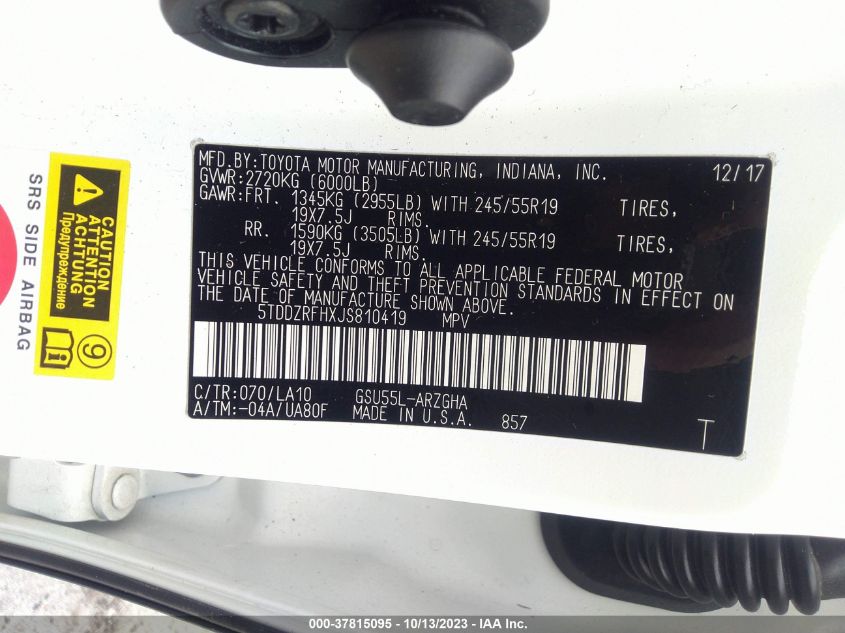 MFD.BY:TOYOTA MOTOR MANUFACTURING, INDIANA, INC. 12/17
GVWR:2720KG (6000LB)
GAWR:FRT. 1345KG (2955LB) WITH 245/55R19 TIRES,
19X7.5J RIMS.
RR. 1590KG (3505LB) WITH 245/55R19 TIRES,
19X7.5J RIMS.
THIS VEHICLE CONFORMS TO ALL APPLICABLE FEDERAL MOTOR
VEHICLE SAFETY AND THEFT PREVENTION STANDARDS IN EFFECT ON
THE DATE OF MANUFACTURE SHOWN ABOVE.
5TDDZRFHXJS810419 MPV
C/TR:070/LA10 GSU55L-ARZGHA
A/TM:-04A/UA80F MADE IN U.S.A. 857
T
SRS SIDE AIRBAG
CAUTION
ATTENTION
ACHTUNG
Предупреждение
9
000-37815095 - 10/13/2023 - IAA Inc.